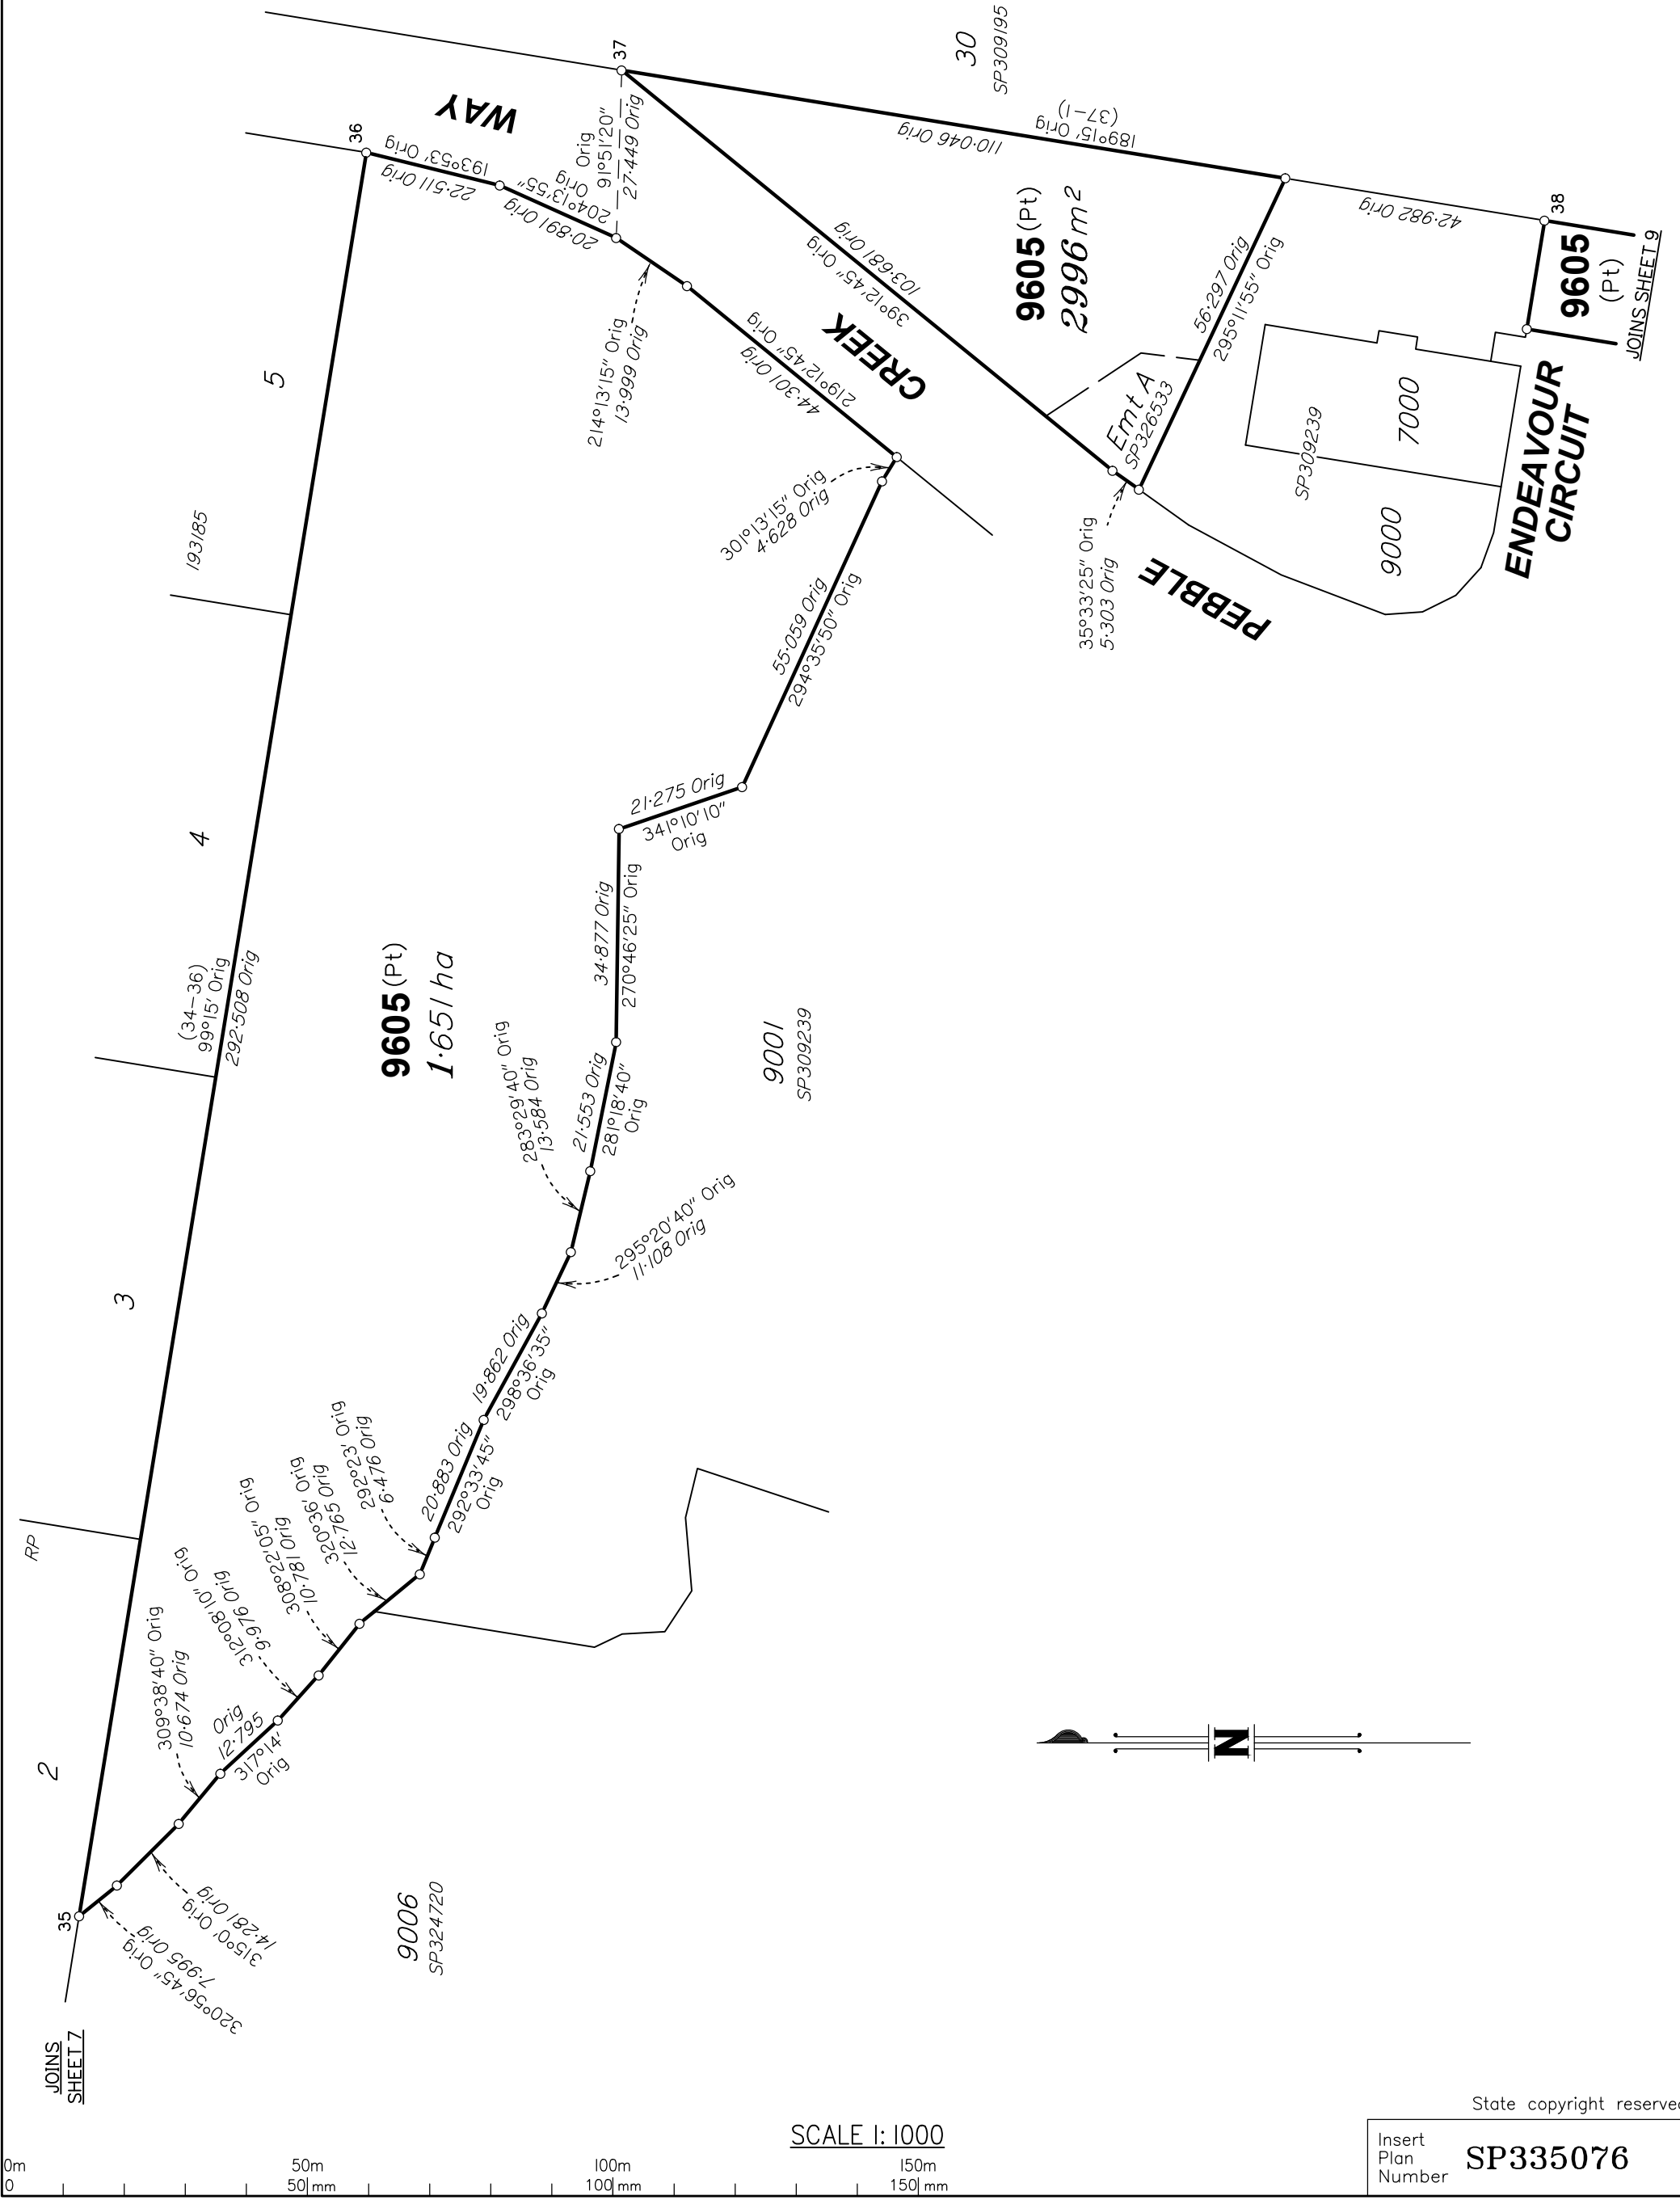 37
30
SP309195
WAY
36
193°53' Orig
22·511 Orig
204°13'55"
Orig
20·891 Orig
Orig
91°51'20"
27·449 Orig
110·046 Orig
189°15' Orig
(37-1)
38
42·982 Orig
9605
(Pt)
JOINS SHEET 9
9605 (Pt)
2996 m²
39°12'45" Orig
103·681 Orig
214°13'15" Orig
13·999 Orig
219°12'45" Orig
44·301 Orig
CREEK
56·297 Orig
295°11'55" Orig
Emt A
SP326533
5
193185
301°13'15" Orig
4·628 Orig
7000
SP309239
9000
ENDEAVOUR
CIRCUIT
35°33'25" Orig
5·303 Orig
PEBBLE
55·059 Orig
294°35'50" Orig
4
21·275 Orig
341°10'10"
Orig
34·877 Orig
270°46'25" Orig
(34-36)
99°15' Orig
292·508 Orig
9605 (Pt)
1·651 ha
9001
SP309239
283°29'40" Orig
13·584 Orig
21·553 Orig
281°18'40"
Orig
295°20'40" Orig
11·108 Orig
3
19·862 Orig
298°36'35"
Orig
20·883 Orig
292°33'45"
Orig
292°23' Orig
6·476 Orig
320°36' Orig
12·765 Orig
308°22'05" Orig
10·781 Orig
312°08'10" Orig
9·976 Orig
RP
309°38'40" Orig
10·674 Orig
Orig
12·795
317°14'
Orig
2
35
315°0' Orig
14·281 Orig
320°56'45" Orig
7·995 Orig
9006
SP324720
N
JOINS
SHEET 7
SCALE 1:1000
State copyright reserved
Insert
Plan
Number
SP335076
0m 50m 100m 150m
0 50 mm 100 mm 150 mm